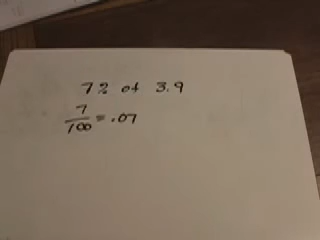 7% of 3.9
7/100 = .07